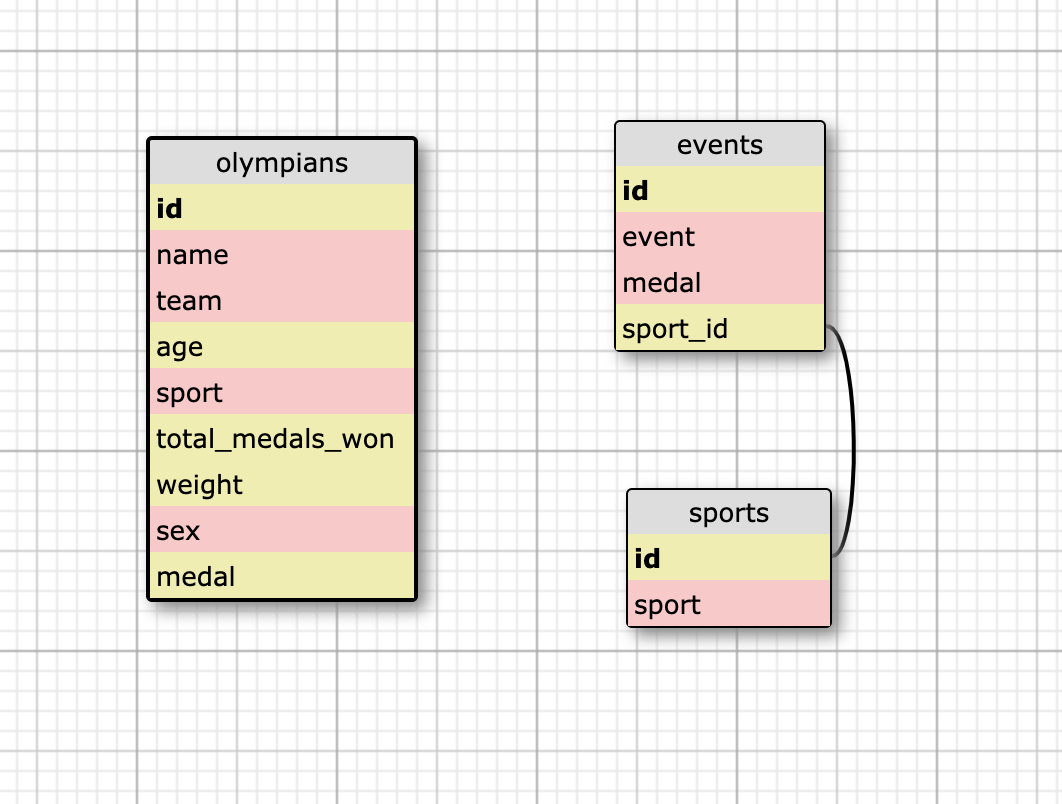 olympians
id
name
team
age
sport
total_medals_won
weight
sex
medal
events
id
event
medal
sport_id
sports
id
sport